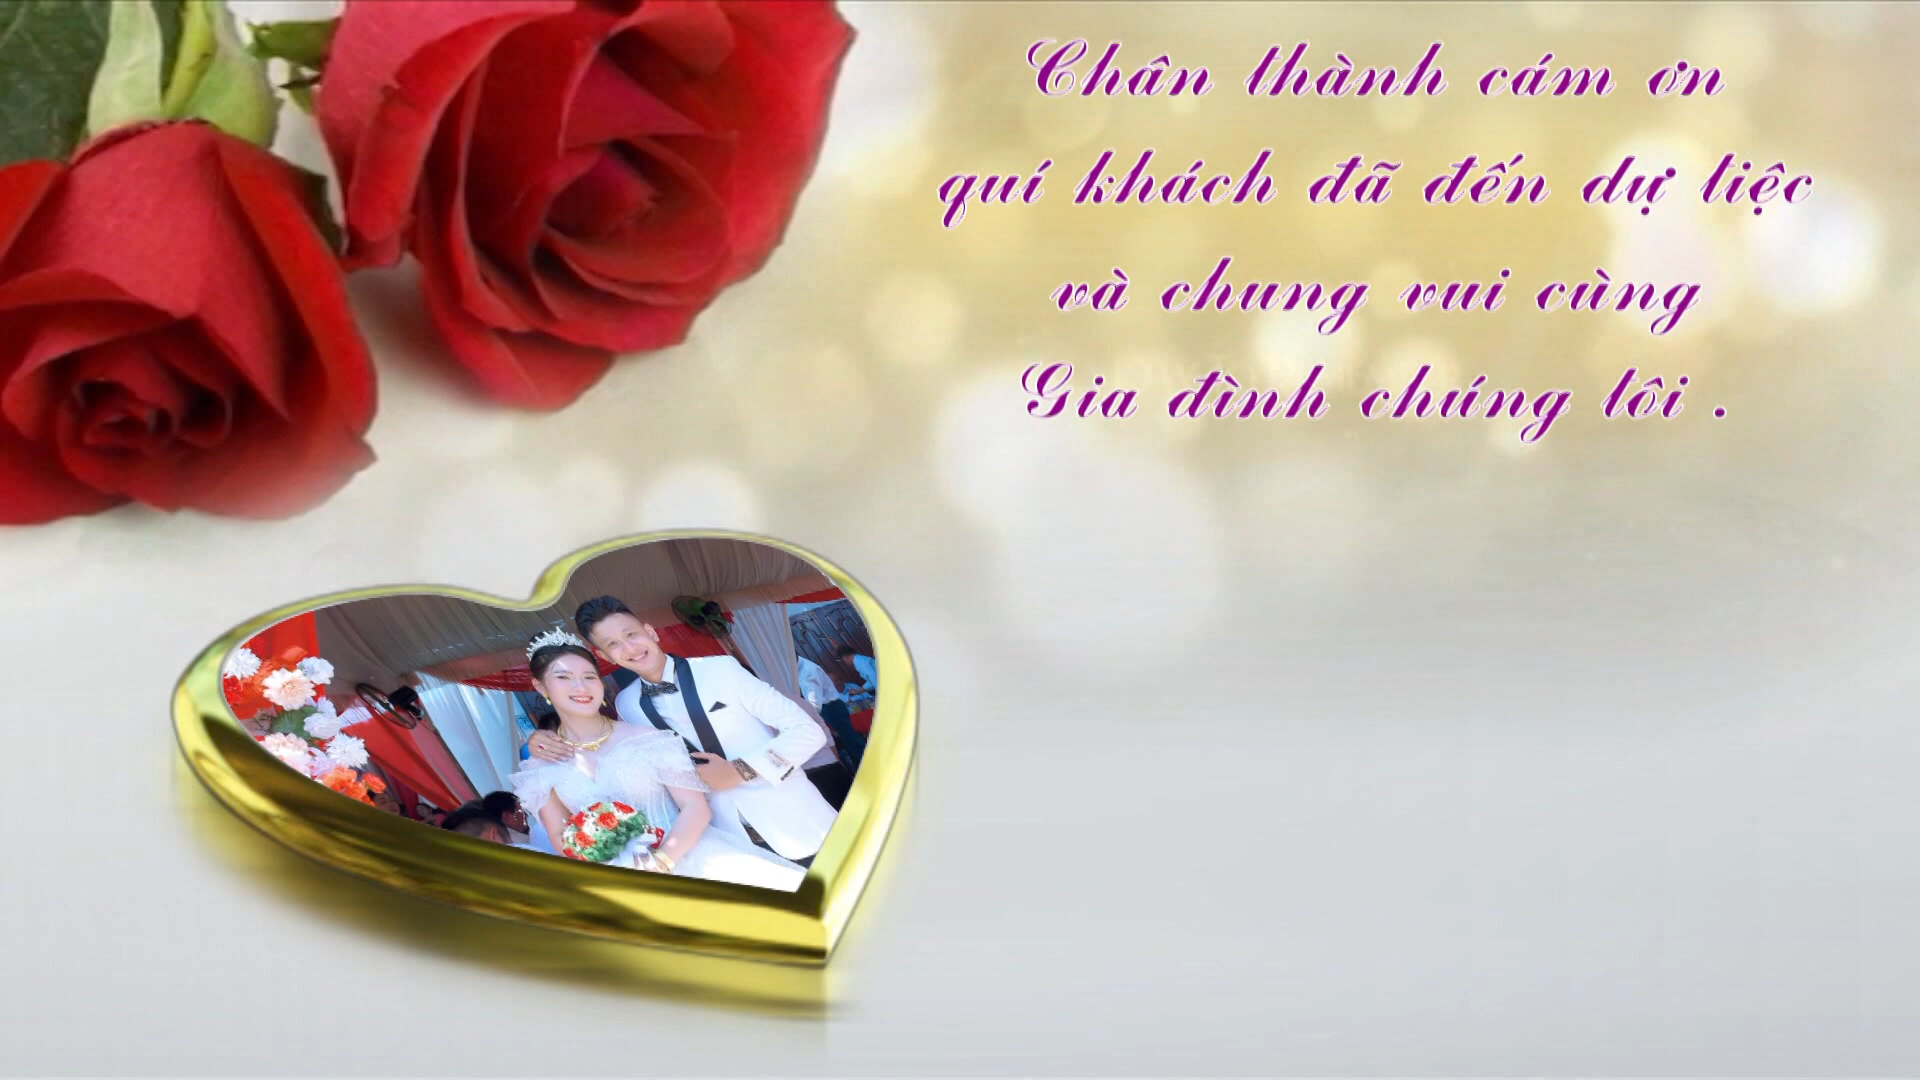 Chân thành cám ơn
quí khách đã đến dự tiệc
và chung vui cùng
Gia đình chúng tôi .